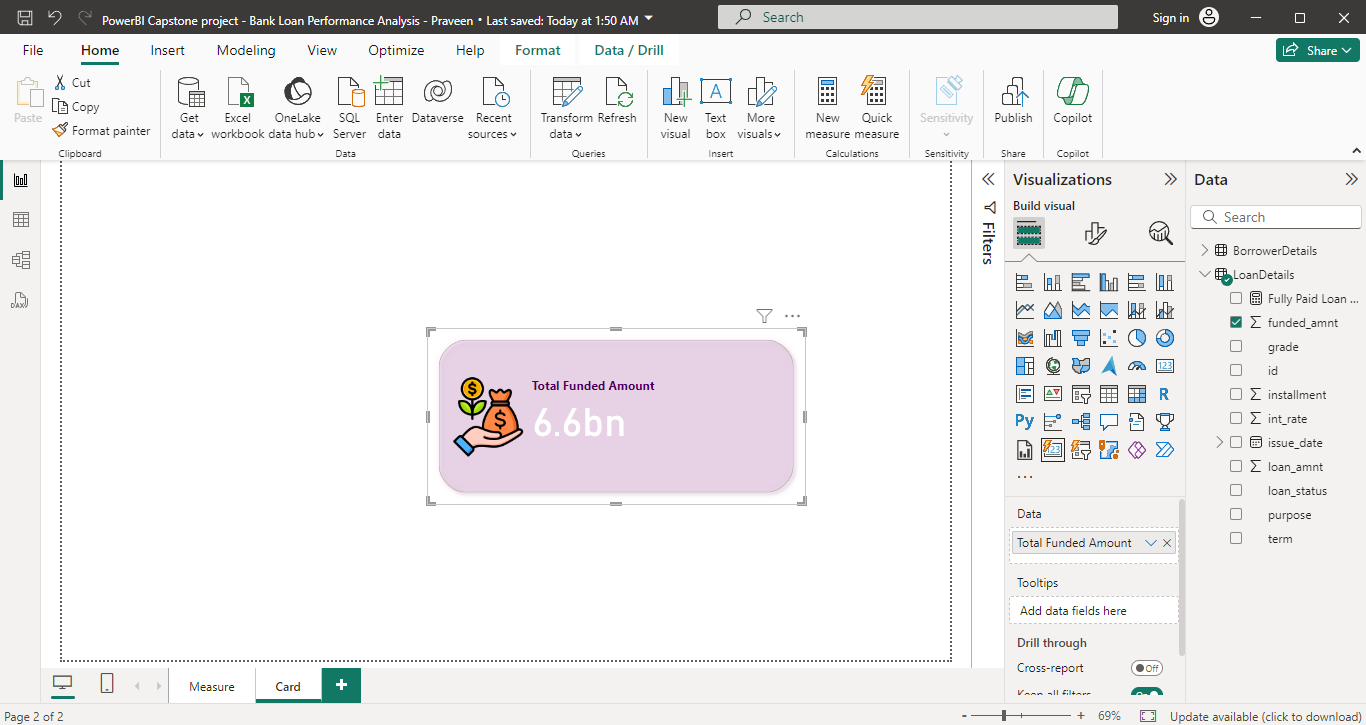 PowerBI Capstone project - Bank Loan Performance Analysis - Praveen • Last saved: Today at 1:50 AM
Search
Sign in
File
Home
Insert
Modeling
View
Optimize
Help
Format
Data / Drill
Share
Paste
Cut
Copy
Format painter
Clipboard
Get data
Excel workbook
OneLake data hub
SQL Server
Enter data
Dataverse
Recent sources
Data
Transform data
Refresh
Queries
New visual
Text box
More visuals
Insert
New measure
Quick measure
Calculations
Sensitivity
Sensitivity
Publish
Share
Copilot
Copilot
Total Funded Amount
6.6bn
Filters
Visualizations
Build visual
123
R
Py
123
Data
Total Funded Amount
Tooltips
Add data fields here
Drill through
Cross-report
Off
Keep all filters
On
Data
Search
BorrowerDetails
LoanDetails
Fully Paid Loan ...
funded_amnt
grade
id
installment
int_rate
issue_date
loan_amnt
loan_status
purpose
term
DAX
Measure
Card
Page 2 of 2
69%
Update available (click to download)